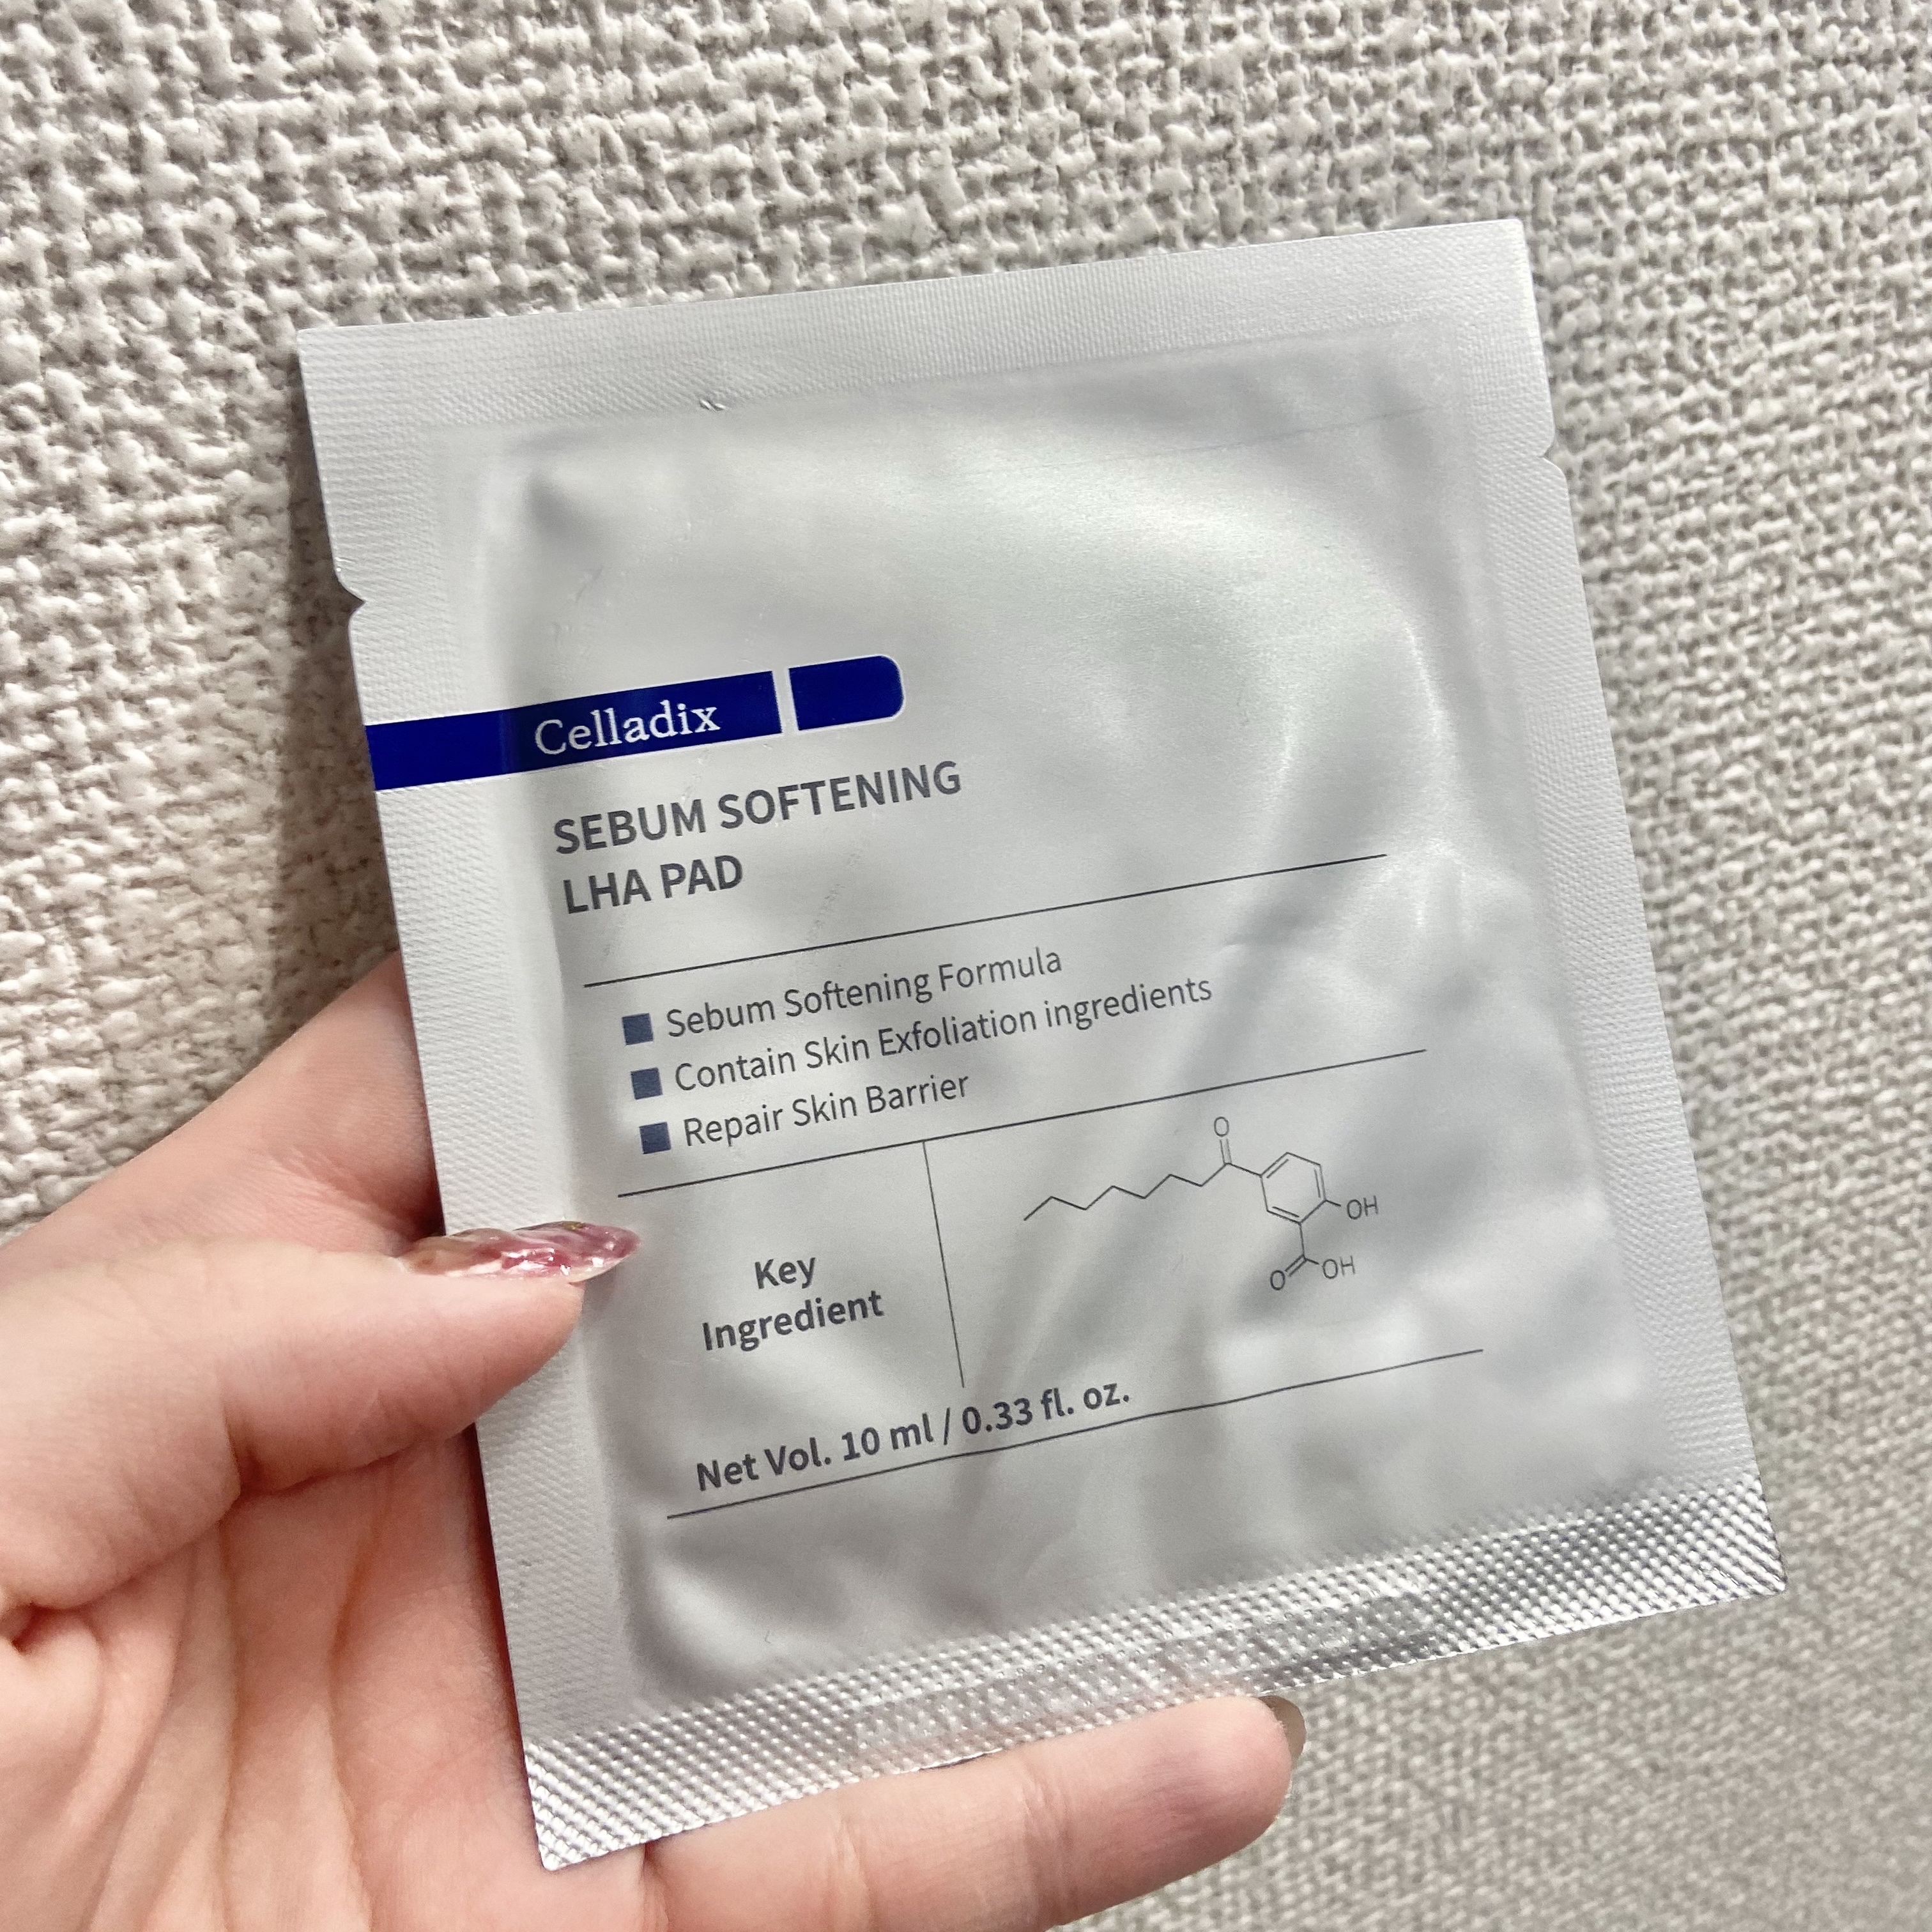 Celladix
SEBUM SOFTENING
LHA PAD
Sebum Softening Formula
Contain Skin Exfoliation ingredients
Repair Skin Barrier
Key
Ingredient
O
OH
O OH
Net Vol. 10 ml / 0.33 fl. oz.